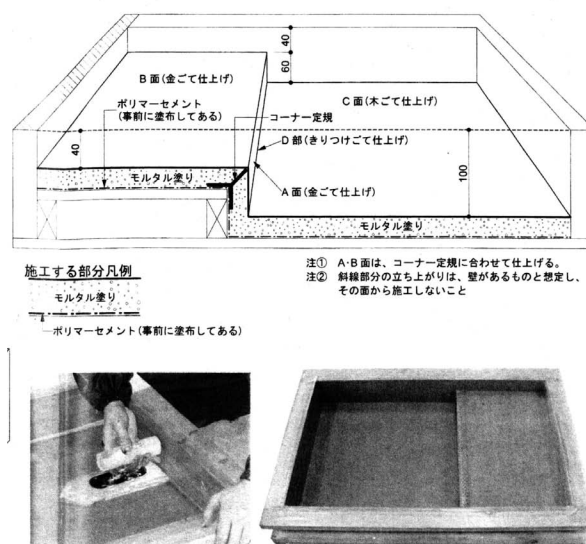 40
60
B 面(金ごて仕上げ)
C 面(木ごて仕上げ)
ポリマーセメント
(事前に塗布してある)
コーナー定規
D 部(きりつけごて仕上げ)
40
100
モルタル塗り
A 面(金ごて仕上げ)
モルタル塗り
注① A・B 面は、コーナー定規に合わせて仕上げる。
注② 斜線部分の立ち上がりは、壁があるものと想定し、
その面から施工しないこと
施工する部分凡例
モルタル塗り
ポリマーセメント(事前に塗布してある)